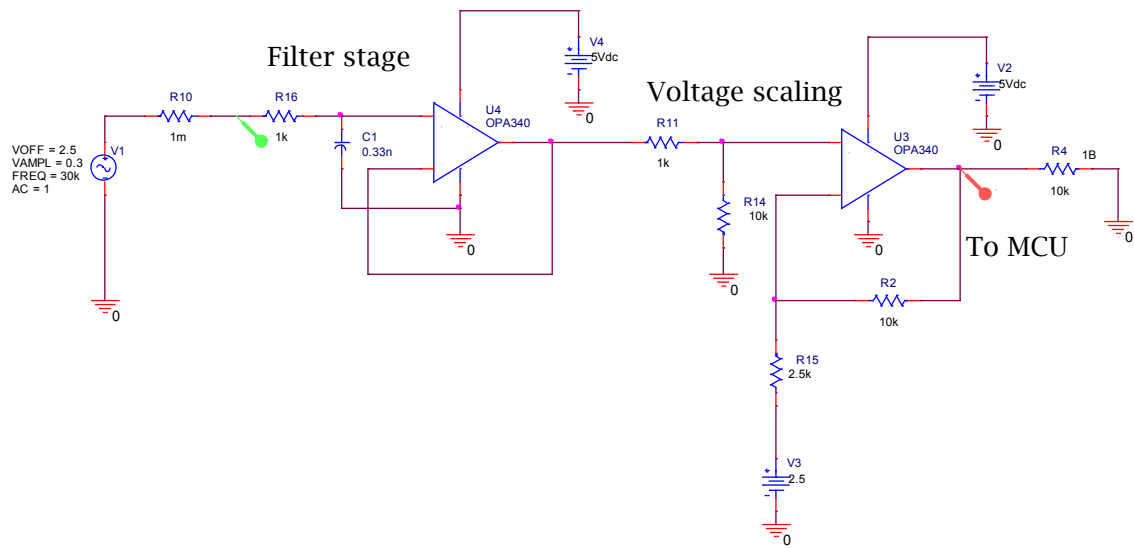 Filter stage
V4
5Vdc
0
R10
1m
R16
1k
C1
0.33n
U4
OPA340
0
VOFF = 2.5
VAMPL = 0.3
FREQ = 30k
AC = 1
V1
0
Voltage scaling
R11
1k
R14
10k
0
U3
OPA340
0
V2
5Vdc
0
R4
1B
10k
0
To MCU
R2
10k
R15
2.5k
V3
2.5
0